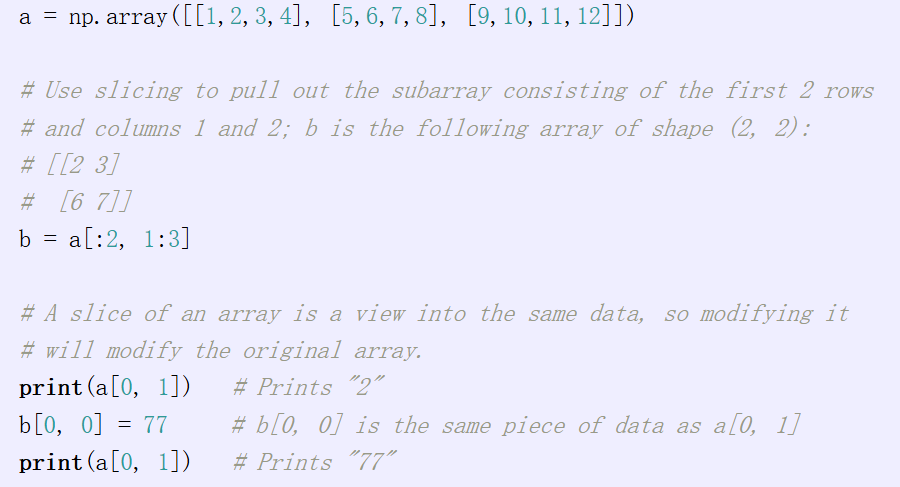 a = np.array([[1,2,3,4], [5,6,7,8], [9,10,11,12]])
# Use slicing to pull out the subarray consisting of the first 2 rows
# and columns 1 and 2; b is the following array of shape (2, 2):
# [[2 3]
#  [6 7]]
b = a[:2, 1:3]
# A slice of an array is a view into the same data, so modifying it
# will modify the original array.
print(a[0, 1])   # Prints "2"
b[0, 0] = 77     # b[0, 0] is the same piece of data as a[0, 1]
print(a[0, 1])   # Prints "77"